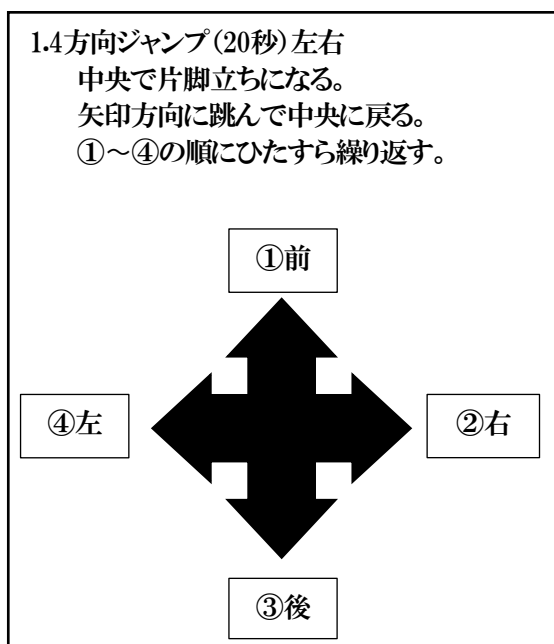 1.4方向ジャンプ(20秒)左右
中央で片脚立ちになる。
矢印方向に跳んで中央に戻る。
①～④の順にひたすら繰り返す。
①前
④左
②右
③後